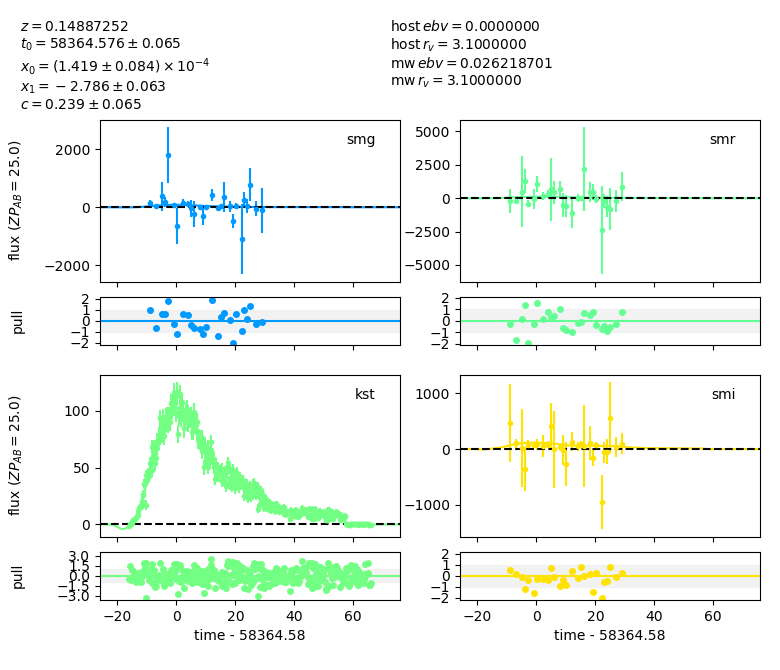 z = 0.14887252
t₀ = 58364.576 ± 0.065
x₀ = (1.419 ± 0.084) × 10⁻⁴
x₁ = −2.786 ± 0.063
c = 0.239 ± 0.065
host ebv = 0.0000000
host r_v = 3.1000000
mw ebv = 0.026218701
mw r_v = 3.1000000
smg
flux (ZP_AB = 25.0)
2000
0
−2000
smr
5000
2500
0
−2500
−5000
pull
2
1
0
−1
−2
2
1
0
−1
−2
kst
flux (ZP_AB = 25.0)
100
50
0
smi
1000
0
−1000
pull
3.0
1.5
0.0
−1.5
−3.0
2
1
0
−1
−2
−20 0 20 40 60
time - 58364.58
−20 0 20 40 60
time - 58364.58